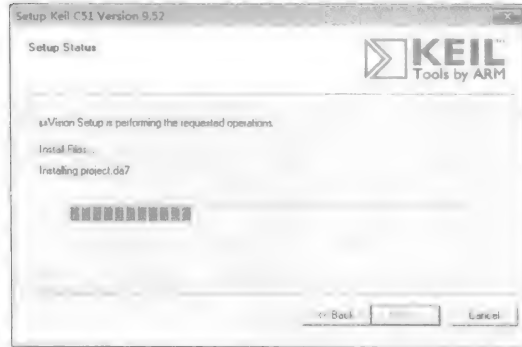 Setup Keil C51 Version 9.52
Setup Status
KEIL™
Tools by ARM
µVision Setup is performing the requested operations.
Install Files...
Installing project.da7
<< Back
Cancel